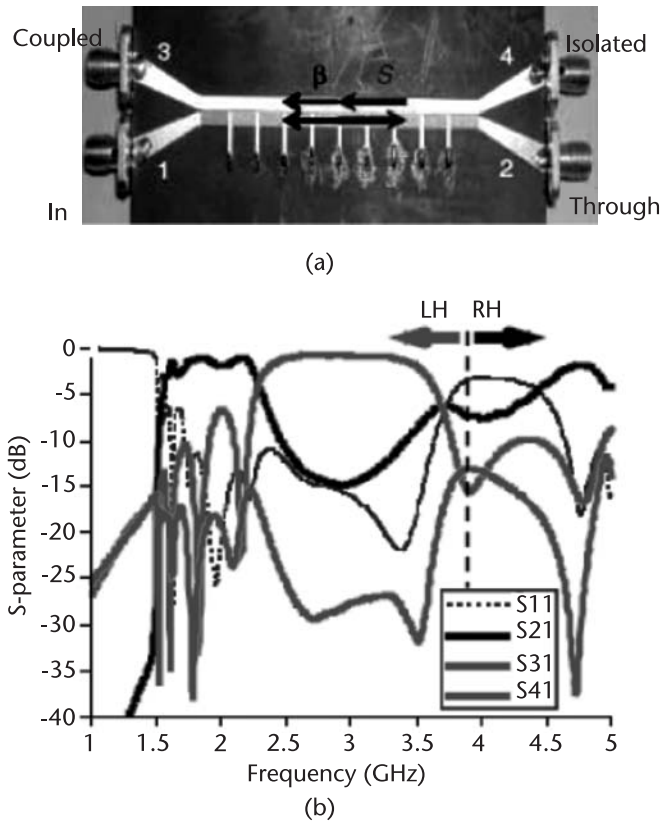 Coupled 3 4 Isolated
β S
1 2
In Through
(a)
LH RH
0
-5
-10
-15
-20
-25
-30
-35
-40
S-parameter (dB)
S11
S21
S31
S41
1 1.5 2 2.5 3 3.5 4 4.5 5
Frequency (GHz)
(b)